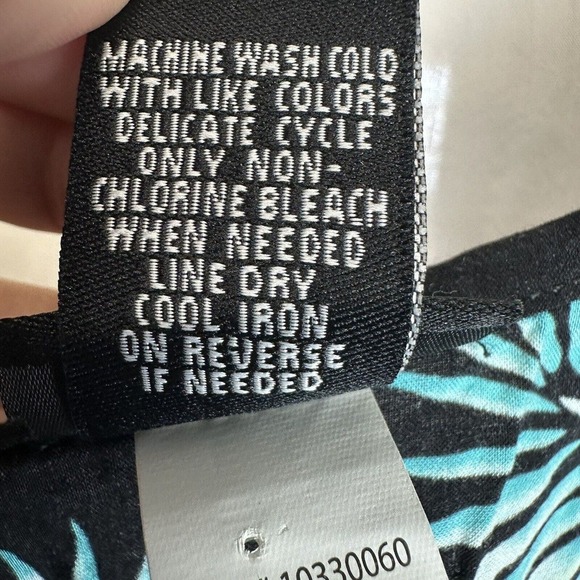 MACHINE WASH COLD
WITH LIKE COLORS
DELICATE CYCLE
ONLY NON-
CHLORINE BLEACH
WHEN NEEDED
LINE DRY
COOL IRON
ON REVERSE
IF NEEDED
10330060